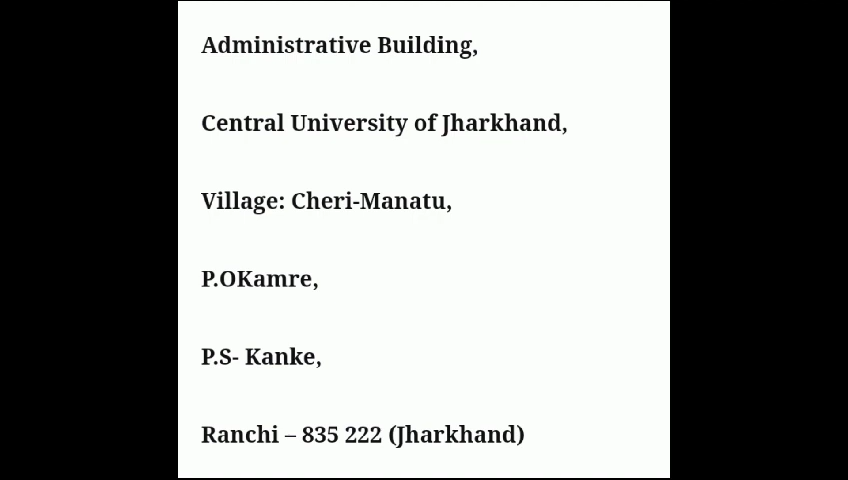 Administrative Building,
Central University of Jharkhand,
Village: Cheri-Manatu,
P.OKamre,
P.S- Kanke,
Ranchi – 835 222 (Jharkhand)